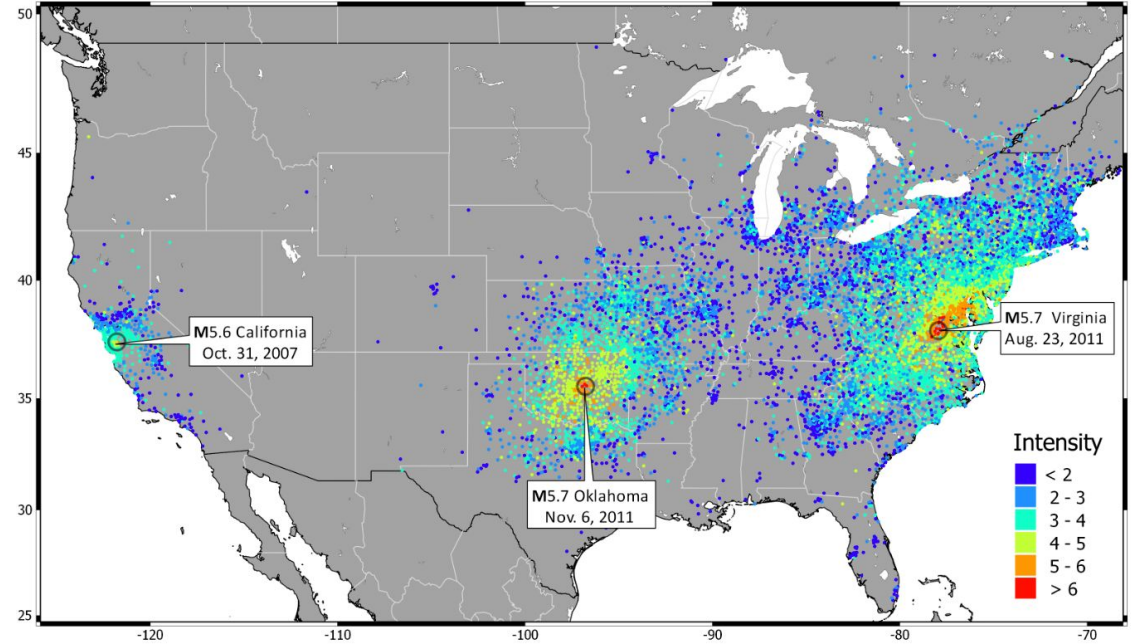 50
45
40
35
30
25
M5.6 California
Oct. 31, 2007
M5.7 Virginia
Aug. 23, 2011
M5.7 Oklahoma
Nov. 6, 2011
Intensity
< 2
2 - 3
3 - 4
4 - 5
5 - 6
> 6
-120 -100 -90 -80 -70